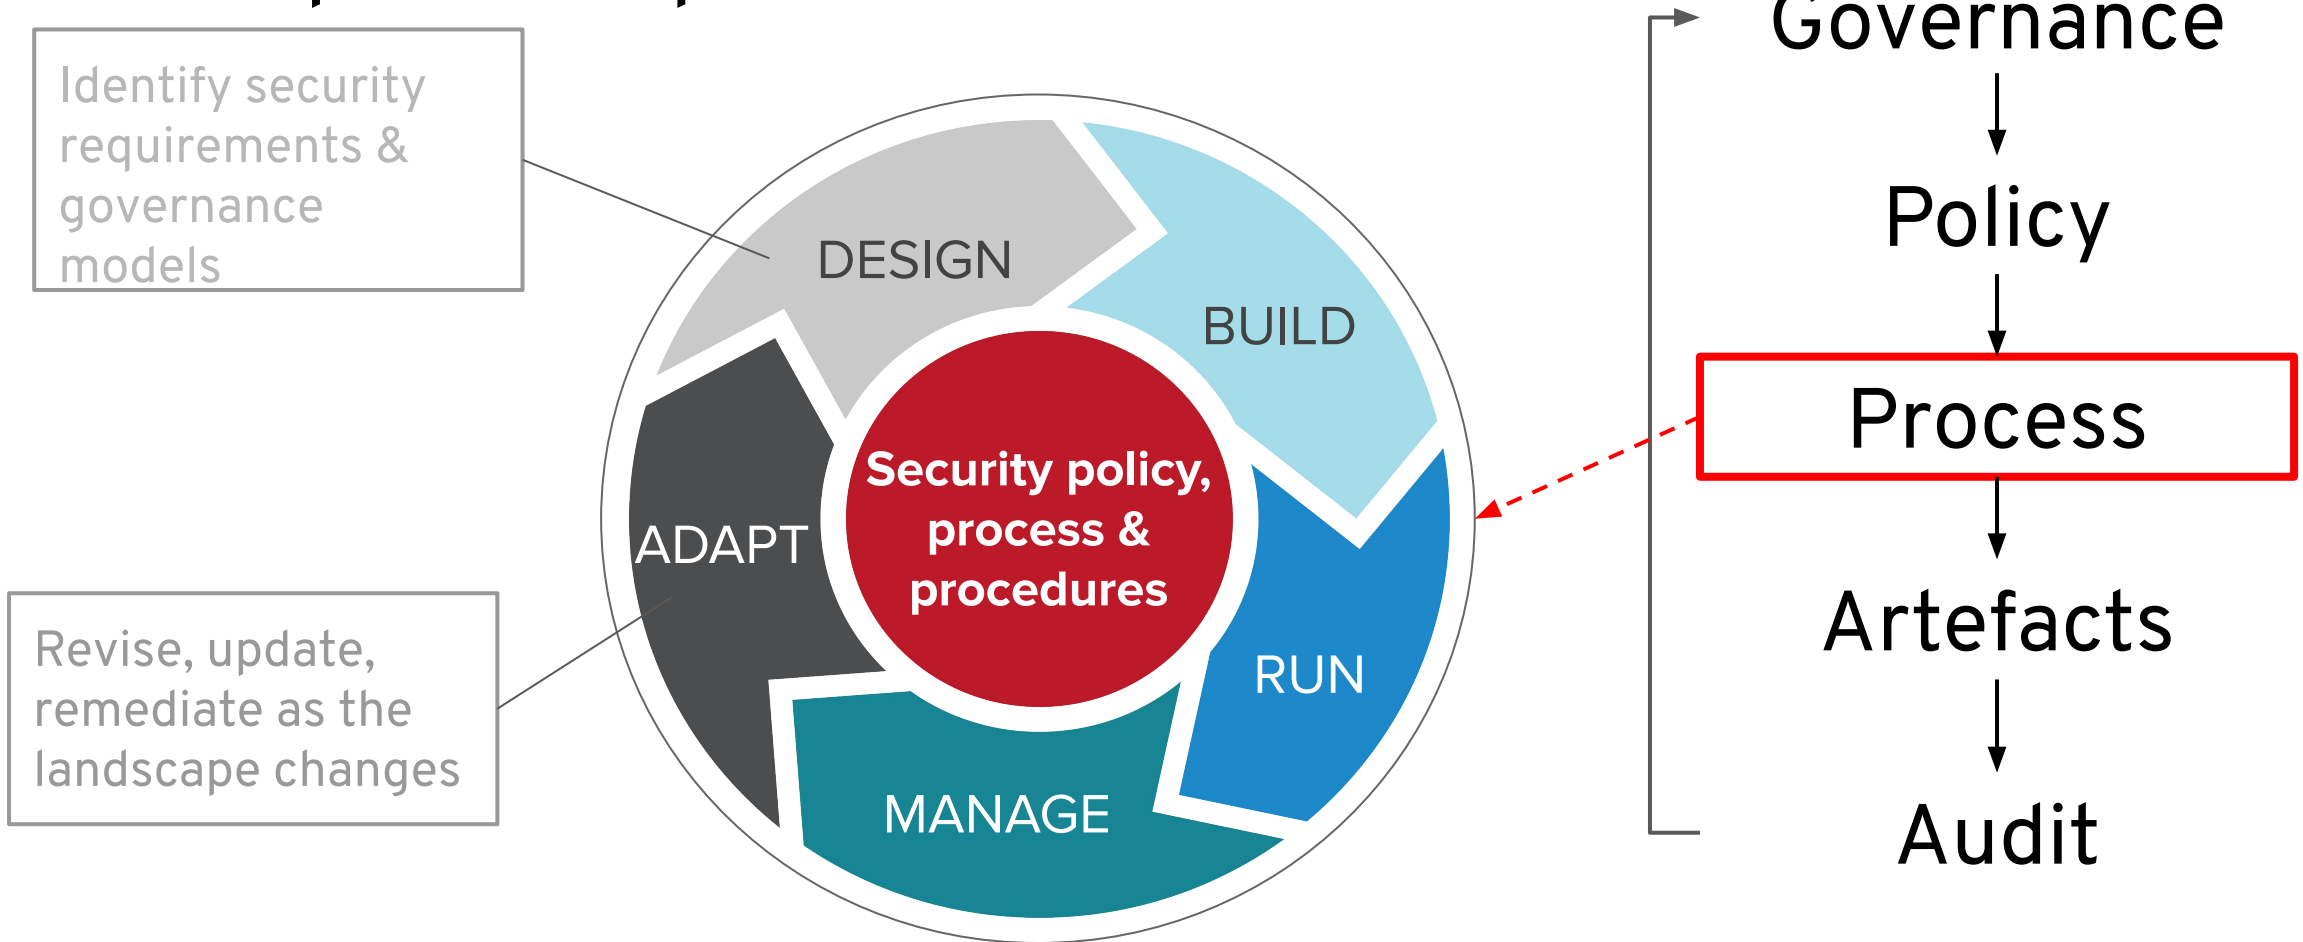 Identify security
requirements &
governance
models
Revise, update,
remediate as the
landscape changes
DESIGN
BUILD
RUN
MANAGE
ADAPT
Security policy,
process &
procedures
Governance
Policy
Process
Artefacts
Audit